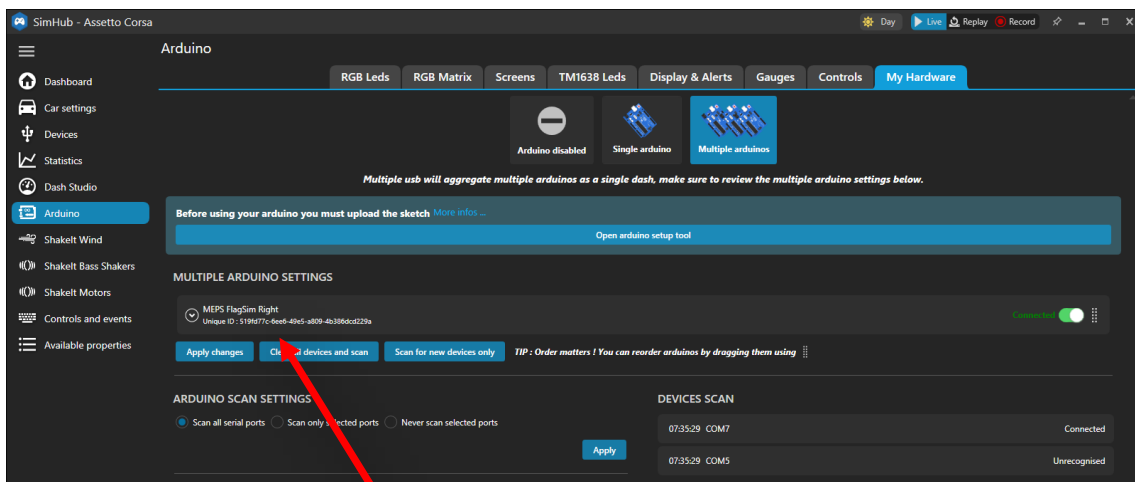 SimHub - Assetto Corsa
Day
Live
Replay
Record
Arduino
Dashboard
Car settings
Devices
Statistics
Dash Studio
Arduino
ShakeIt Wind
ShakeIt Bass Shakers
ShakeIt Motors
Controls and events
Available properties
RGB Leds
RGB Matrix
Screens
TM1638 Leds
Display & Alerts
Gauges
Controls
My Hardware
Arduino disabled
Single arduino
Multiple arduinos
Multiple usb will aggregate multiple arduinos as a single dash, make sure to review the multiple arduino settings below.
Before using your arduino you must upload the sketch More infos ...
Open arduino setup tool
MULTIPLE ARDUINO SETTINGS
MEPS FlagSim Right
Unique ID : 519fd77c-6ee6-49e5-a809-4b386dcd229a
Connected
Apply changes
devices and scan
Scan for new devices only
TIP : Order matters ! You can reorder arduinos by dragging them using
ARDUINO SCAN SETTINGS
Scan all serial ports
Scan only selected ports
Never scan selected ports
Apply
DEVICES SCAN
07:35:29 COM7 Connected
07:35:29 COM5 Unrecognised